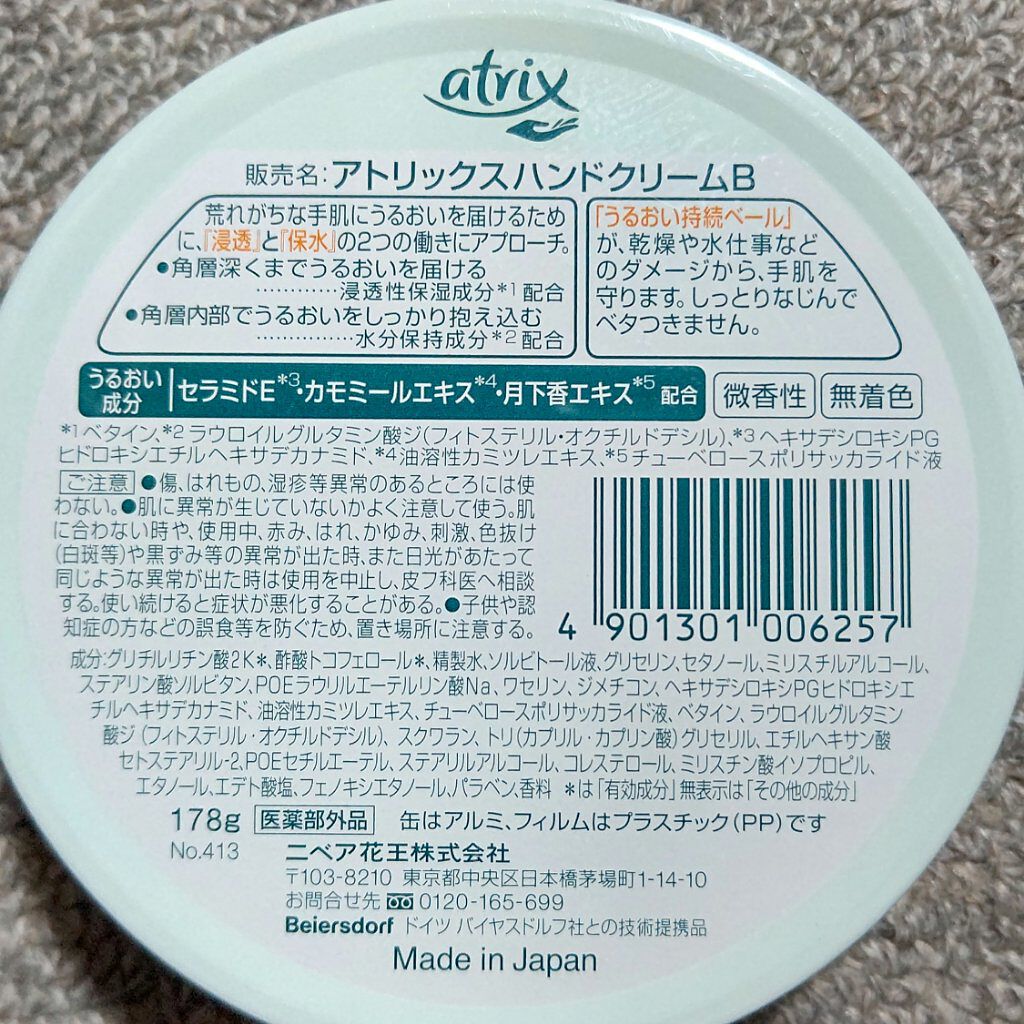 atrix
販売名:アトリックスハンドクリームB
荒れがちな手肌にうるおいを届けるため
に、『浸透』と『保水』の2つの働きにアプローチ。
●角層深くまでうるおいを届ける
…………浸透性保湿成分*1配合
●角層内部でうるおいをしっかり抱え込む
……………水分保持成分*2配合
「うるおい持続ベール」
が、乾燥や水仕事など
のダメージから、手肌を
守ります。しっとりなじんで
ベタつきません。
うるおい
成分
セラミドE*3・カモミールエキス*4・月下香エキス*5配合
微香性 無着色
*1ベタイン、*2ラウロイルグルタミン酸ジ(フィトステリル・オクチルドデシル)、*3ヘキサデシロキシPG
ヒドロキシエチルヘキサデカナミド、*4油溶性カミツレエキス、*5チューベローズポリサッカライド液
ご注意 ●傷、はれもの、湿疹等異常のあるところには使
わない。●肌に異常が生じていないかよく注意して使う。肌
に合わない時や、使用中、赤み、はれ、かゆみ、刺激、色抜け
(白斑等)や黒ずみ等の異常が出た時、また日光があたって
同じような異常が出た時は使用を中止し、皮フ科医へ相談
する。使い続けると症状が悪化することがある。●子供や認
知症の方などの誤食等を防ぐため、置き場所に注意する。
4 901301 006257
成分:グリチルリチン酸2K*、酢酸トコフェロール*、精製水、ソルビトール液、グリセリン、セタノール、ミリスチルアルコール、
ステアリン酸ソルビタン、POEラウリルエーテルリン酸Na、ワセリン、ジメチコン、ヘキサデシロキシPGヒドロキシエ
チルヘキサデカナミド、油溶性カミツレエキス、チューベローズポリサッカライド液、ベタイン、ラウロイルグルタミン
酸ジ(フィトステリル・オクチルドデシル)、スクワラン、トリ(カプリル・カプリン酸)グリセリル、エチルヘキサン酸
セトステアリル-2、POEセチルエーテル、ステアリルアルコール、コレステロール、ミリスチン酸イソプロピル、
エタノール、エデト酸塩、フェノキシエタノール、パラベン、香料 *は「有効成分」無表示は「その他の成分」
178g 医薬部外品 缶はアルミ、フィルムはプラスチック(PP)です
No.413 ニベア花王株式会社
〒103-8210 東京都中央区日本橋茅場町1-14-10
お問合せ先 0120-165-699
Beiersdorf ドイツ バイヤスドルフ社との技術提携品
Made in Japan